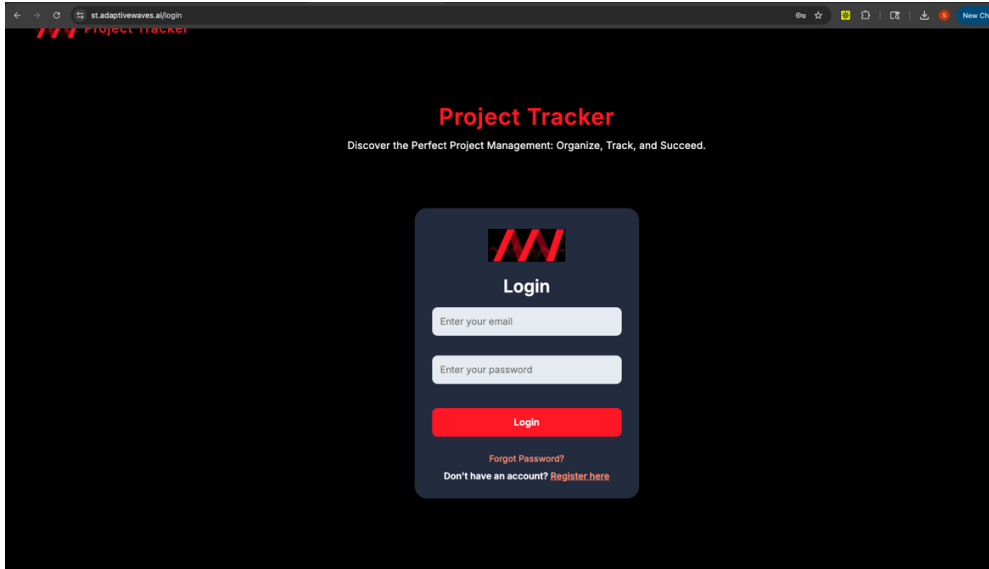 st.adaptivewaves.ai/login
S
New Ch
Project Tracker
Project Tracker
Discover the Perfect Project Management: Organize, Track, and Succeed.
Login
Enter your email
Enter your password
Login
Forgot Password?
Don't have an account? Register here